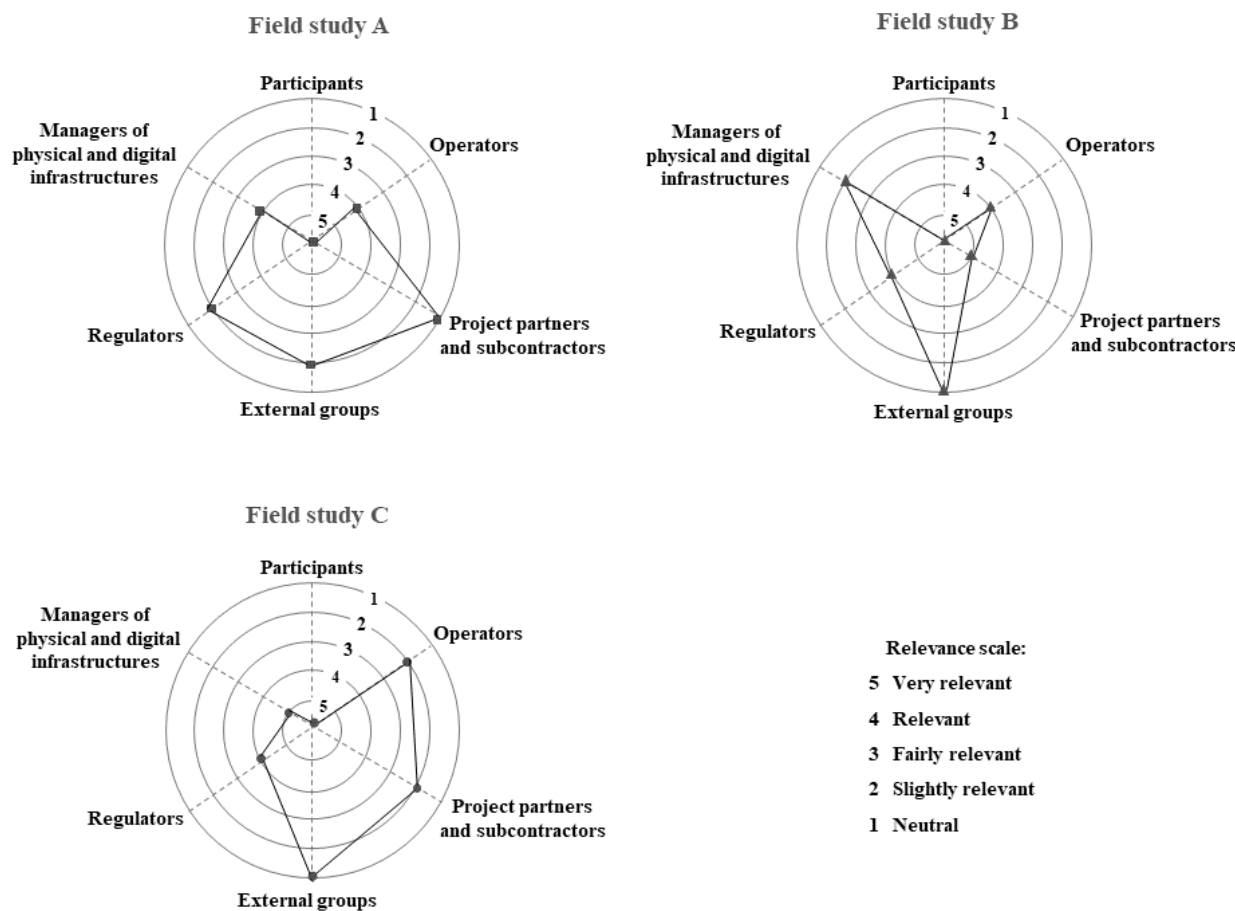 Field study A
Participants
1
2
3
4
5
Operators
Managers of
physical and digital
infrastructures
Regulators
External groups
Project partners
and subcontractors
Field study B
Participants
1
2
3
4
5
Operators
Managers of
physical and digital
infrastructures
Regulators
External groups
Project partners
and subcontractors
Field study C
Participants
1
2
3
4
5
Operators
Managers of
physical and digital
infrastructures
Regulators
External groups
Project partners
and subcontractors
Relevance scale:
5 Very relevant
4 Relevant
3 Fairly relevant
2 Slightly relevant
1 Neutral